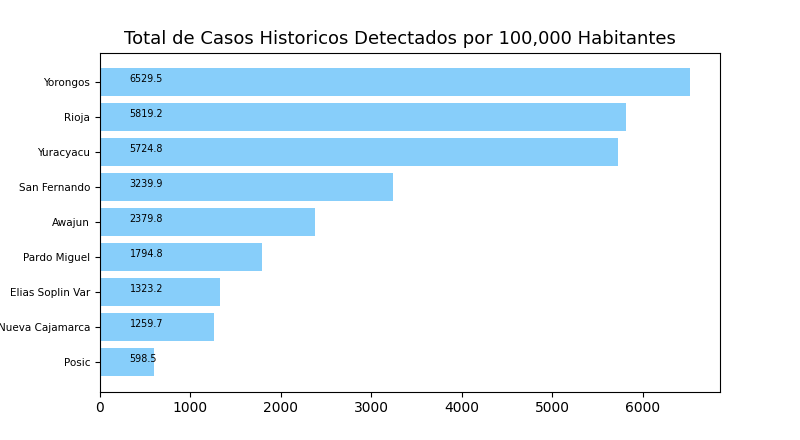 Total de Casos Historicos Detectados por 100,000 Habitantes
Yorongos 6529.5
Rioja 5819.2
Yuracyacu 5724.8
San Fernando 3239.9
Awajun 2379.8
Pardo Miguel 1794.8
Elias Soplin Var 1323.2
Nueva Cajamarca 1259.7
Posic 598.5
0 1000 2000 3000 4000 5000 6000